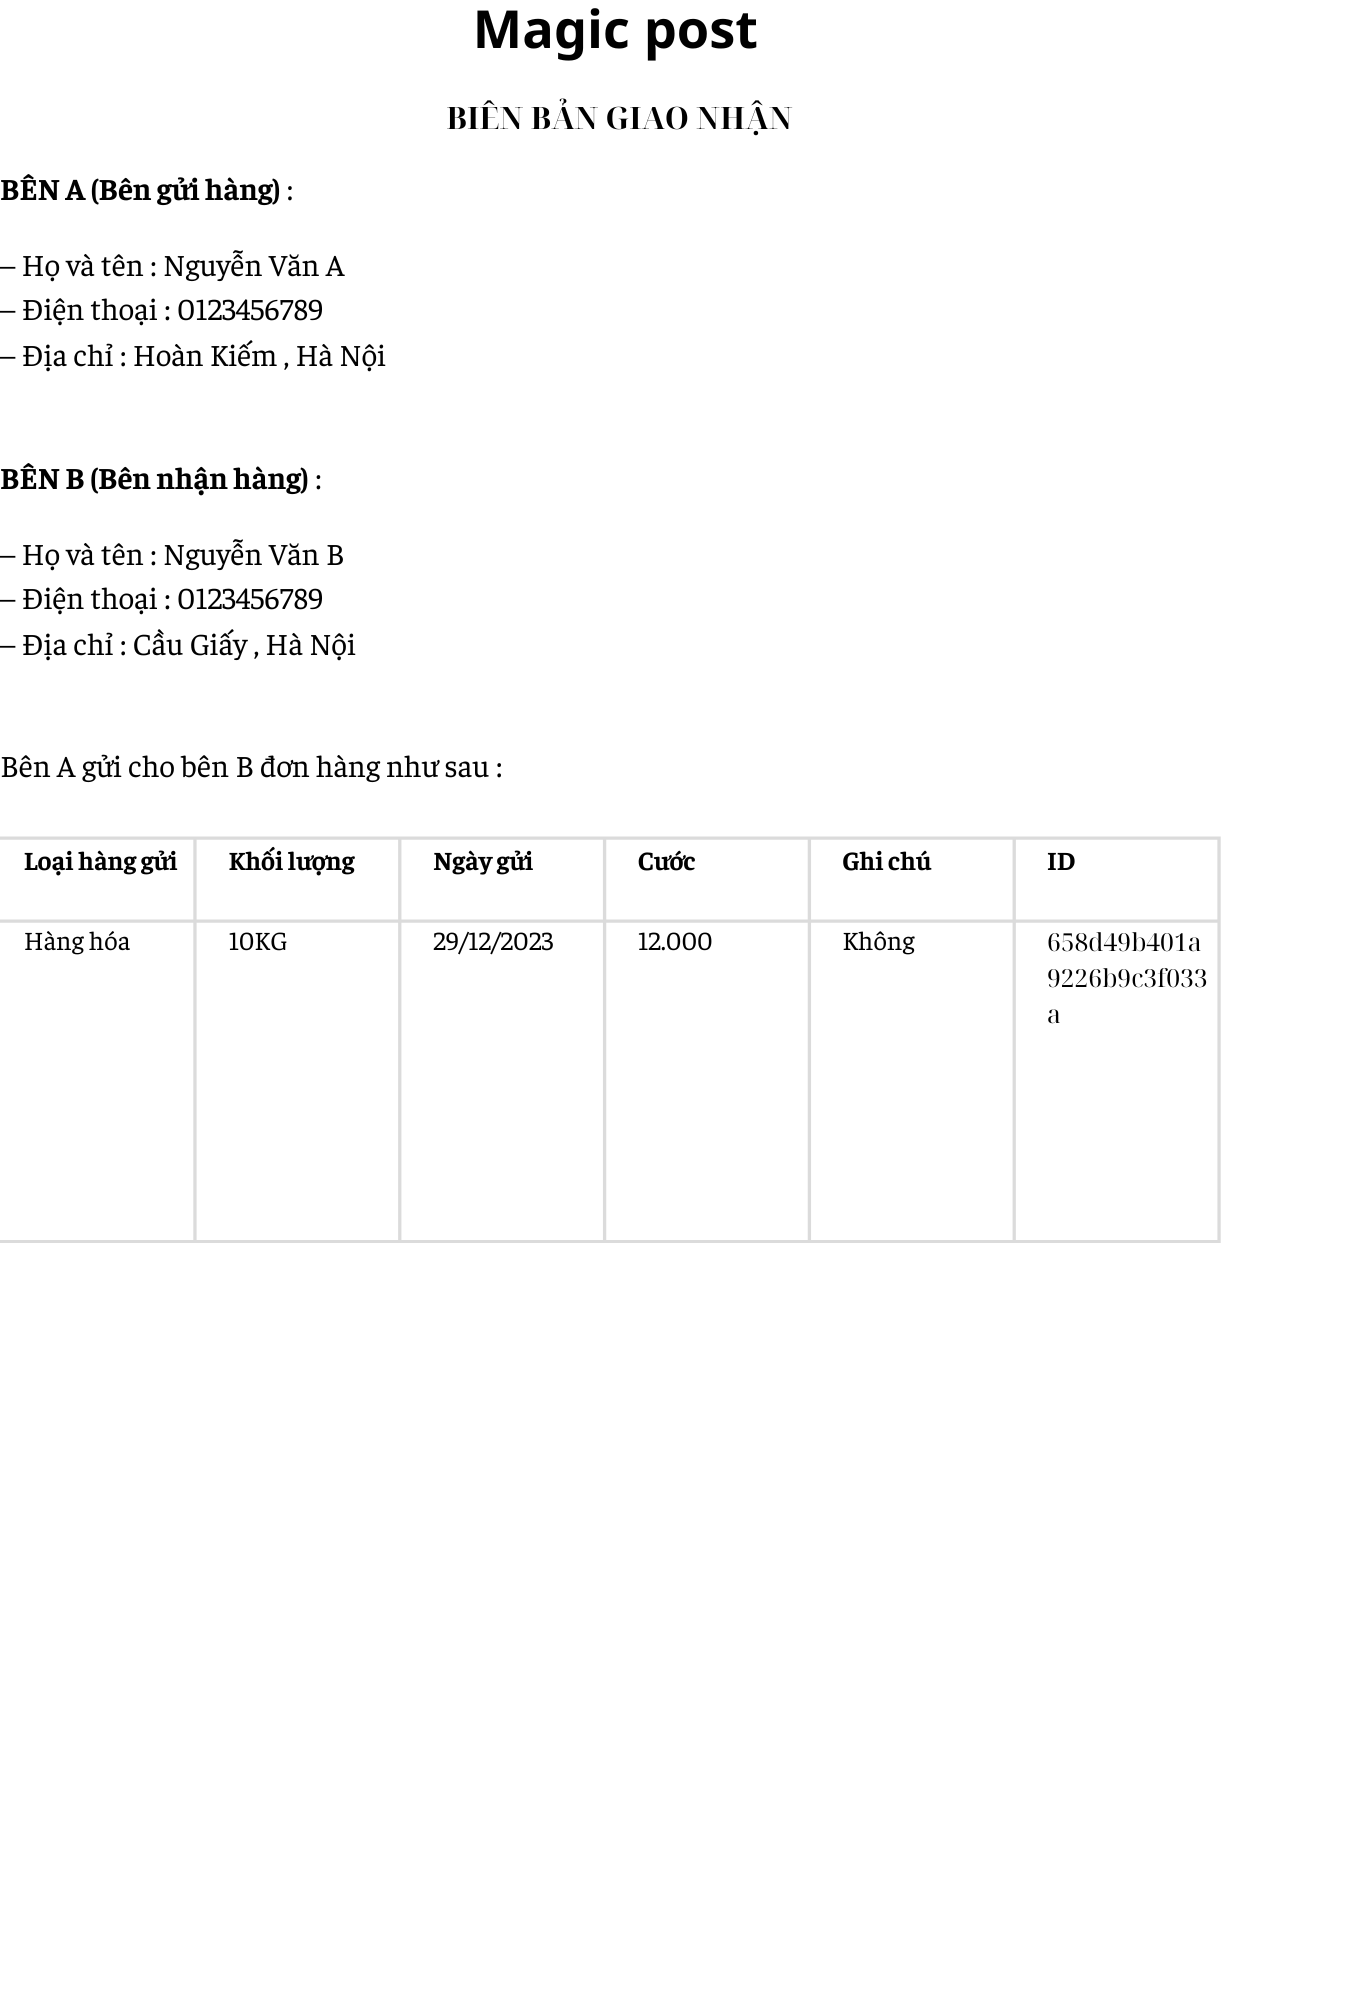 Magic post
BIÊN BẢN GIAO NHẬN
BÊN A (Bên gửi hàng) :
– Họ và tên : Nguyễn Văn A
– Điện thoại : 0123456789
– Địa chỉ : Hoàn Kiếm , Hà Nội
BÊN B (Bên nhận hàng) :
– Họ và tên : Nguyễn Văn B
– Điện thoại : 0123456789
– Địa chỉ : Cầu Giấy , Hà Nội
Bên A gửi cho bên B đơn hàng như sau :
Loại hàng gửi Khối lượng Ngày gửi Cước Ghi chú ID
Hàng hóa 10KG 29/12/2023 12.000 Không 658d49b401a
9226b9c3f033
a